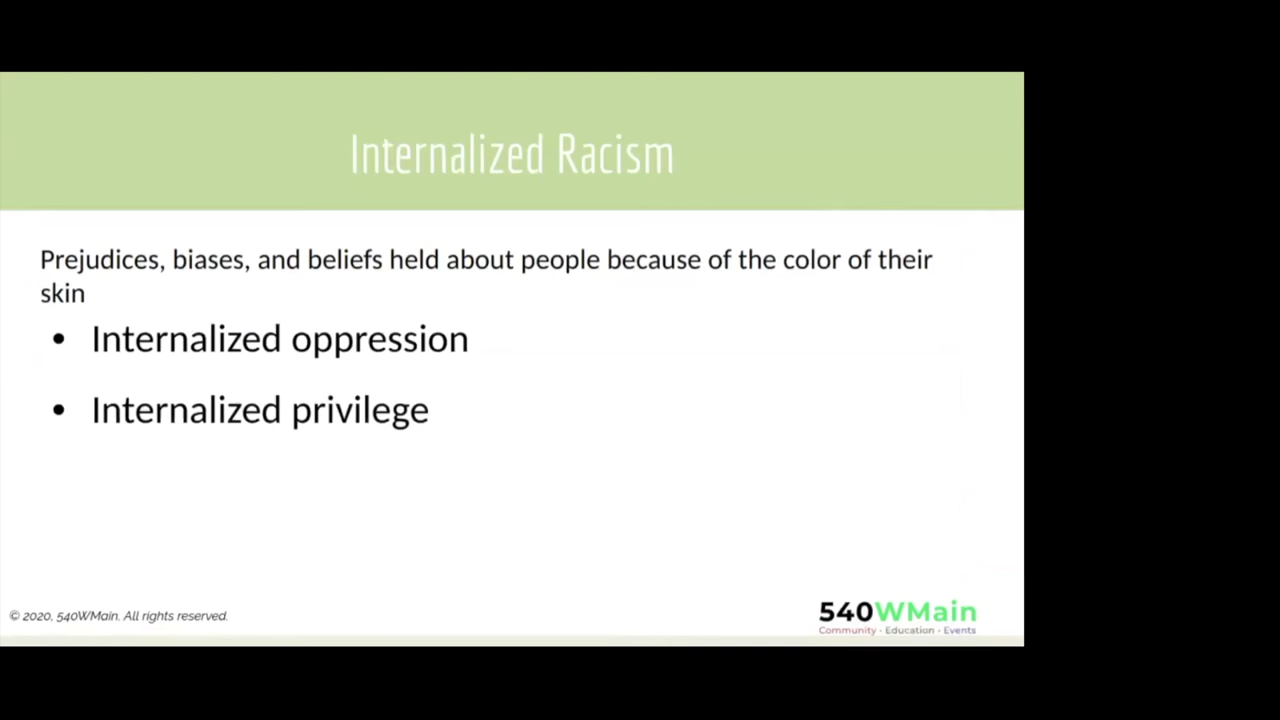 Internalized Racism
Prejudices, biases, and beliefs held about people because of the color of their
skin
• Internalized oppression
• Internalized privilege
© 2020, 540WMain. All rights reserved.
540WMain
Community - Education - Events